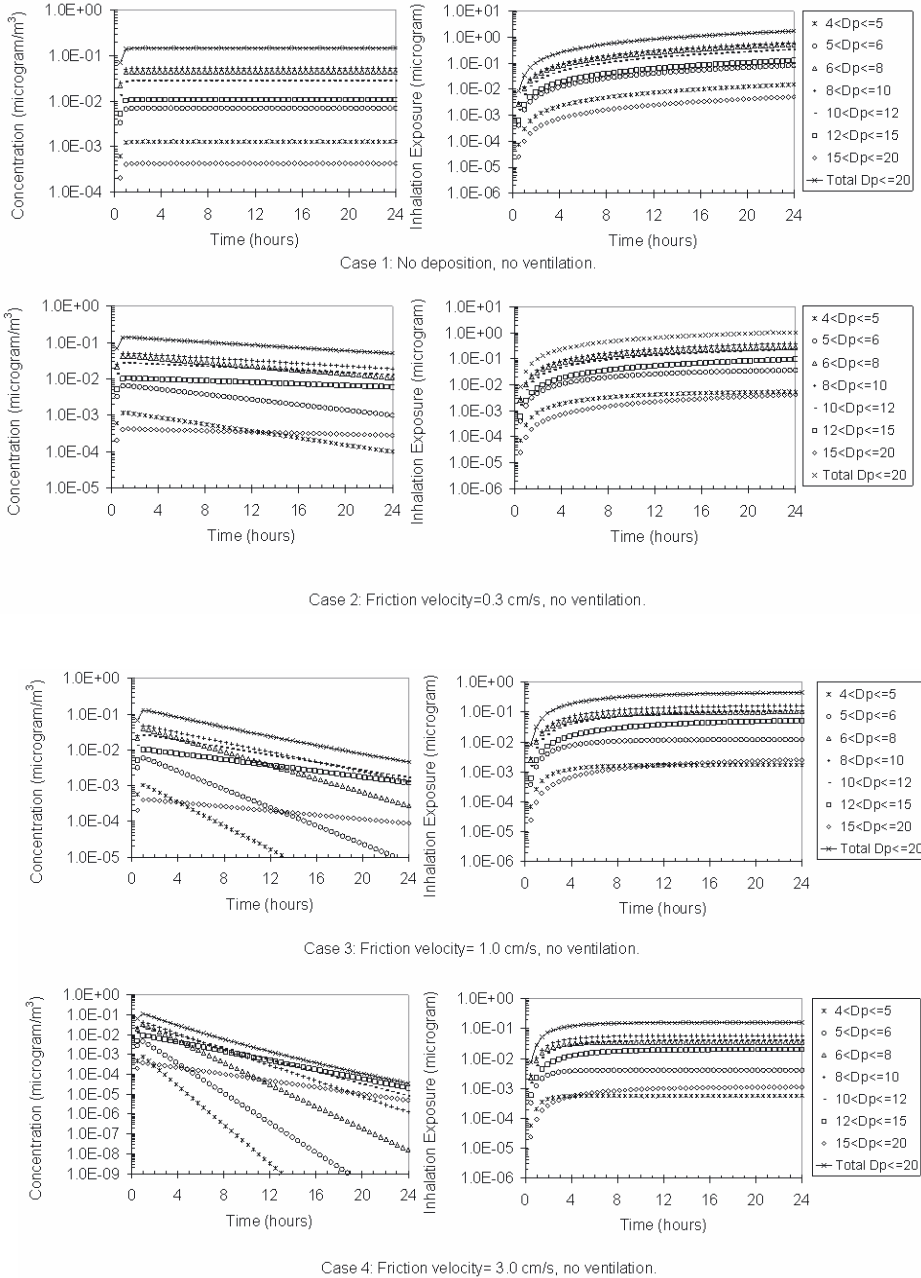 Concentration (microgram/m³)
1.0E+00
1.0E-01
1.0E-02
1.0E-03
1.0E-04
0 4 8 12 16 20 24
Time (hours)
Inhalation Exposure (microgram)
1.0E+01
1.0E+00
1.0E-01
1.0E-02
1.0E-03
1.0E-04
1.0E-05
1.0E-06
0 4 8 12 16 20 24
Time (hours)
4<Dp<=5
5<Dp<=6
6<Dp<=8
8<Dp<=10
10<Dp<=12
12<Dp<=15
15<Dp<=20
Total Dp<=20
Case 1: No deposition, no ventilation.
Concentration (microgram/m³)
1.0E+00
1.0E-01
1.0E-02
1.0E-03
1.0E-04
1.0E-05
0 4 8 12 16 20 24
Time (hours)
Inhalation Exposure (microgram)
1.0E+01
1.0E+00
1.0E-01
1.0E-02
1.0E-03
1.0E-04
1.0E-05
1.0E-06
0 4 8 12 16 20 24
Time (hours)
4<Dp<=5
5<Dp<=6
6<Dp<=8
8<Dp<=10
10<Dp<=12
12<Dp<=15
15<Dp<=20
Total Dp<=20
Case 2: Friction velocity=0.3 cm/s, no ventilation.
Concentration (microgram/m³)
1.0E+00
1.0E-01
1.0E-02
1.0E-03
1.0E-04
1.0E-05
0 4 8 12 16 20 24
Time (hours)
Inhalation Exposure (microgram)
1.0E+01
1.0E+00
1.0E-01
1.0E-02
1.0E-03
1.0E-04
1.0E-05
1.0E-06
0 4 8 12 16 20 24
Time (hours)
4<Dp<=5
5<Dp<=6
6<Dp<=8
8<Dp<=10
10<Dp<=12
12<Dp<=15
15<Dp<=20
Total Dp<=20
Case 3: Friction velocity= 1.0 cm/s, no ventilation.
Concentration (microgram/m³)
1.0E+00
1.0E-01
1.0E-02
1.0E-03
1.0E-04
1.0E-05
1.0E-06
1.0E-07
1.0E-08
1.0E-09
0 4 8 12 16 20 24
Time (hours)
Inhalation Exposure (microgram)
1.0E+01
1.0E+00
1.0E-01
1.0E-02
1.0E-03
1.0E-04
1.0E-05
1.0E-06
0 4 8 12 16 20 24
Time (hours)
4<Dp<=5
5<Dp<=6
6<Dp<=8
8<Dp<=10
10<Dp<=12
12<Dp<=15
15<Dp<=20
Total Dp<=20
Case 4: Friction velocity= 3.0 cm/s, no ventilation.